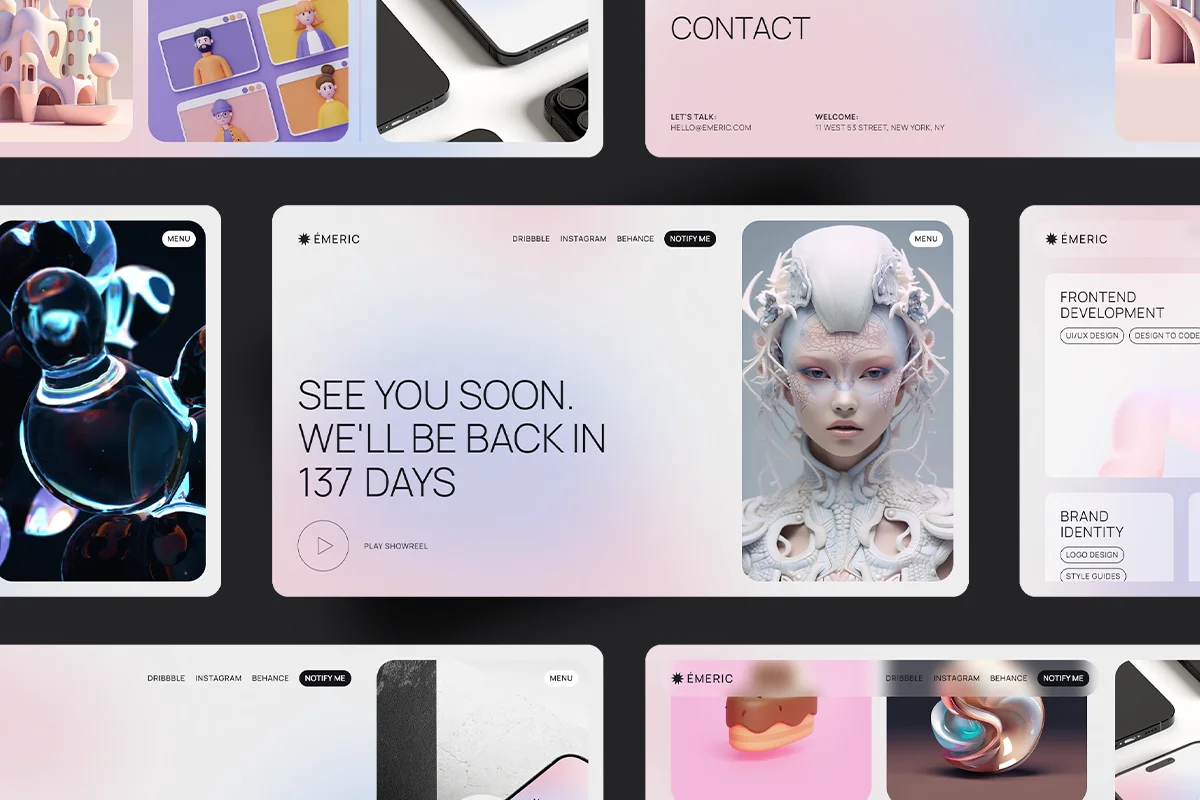 CONTACT
LET'S TALK:
HELLO@EMERIC.COM
WELCOME:
11 WEST 53 STREET, NEW YORK, NY
MENU
ÉMERIC
DRIBBBLE INSTAGRAM BEHANCE NOTIFY ME
MENU
SEE YOU SOON.
WE'LL BE BACK IN
137 DAYS
PLAY SHOWREEL
ÉMERIC
FRONTEND
DEVELOPMENT
UI/UX DESIGN DESIGN TO CODE
BRAND
IDENTITY
LOGO DESIGN
STYLE GUIDES
DRIBBBLE INSTAGRAM BEHANCE NOTIFY ME
MENU
ÉMERIC
DRIBBBLE INSTAGRAM BEHANCE NOTIFY ME